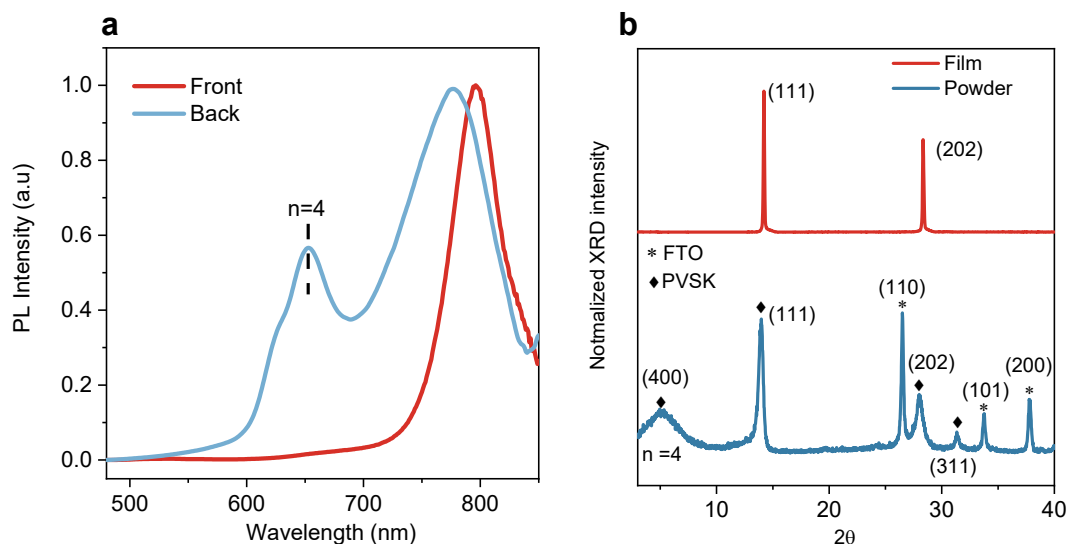 a
Front
Back
n=4
1.0
0.8
0.6
0.4
0.2
0.0
PL Intensity (a.u)
500
600
700
800
Wavelength (nm)
b
Film
Powder
(111)
(202)
* FTO
♦PVSK
(110)
*
(111)
(202)
(200)
*
(400)
(101)
*
n =4
(311)
Notmalized XRD intensity
10
20
30
40
2θ